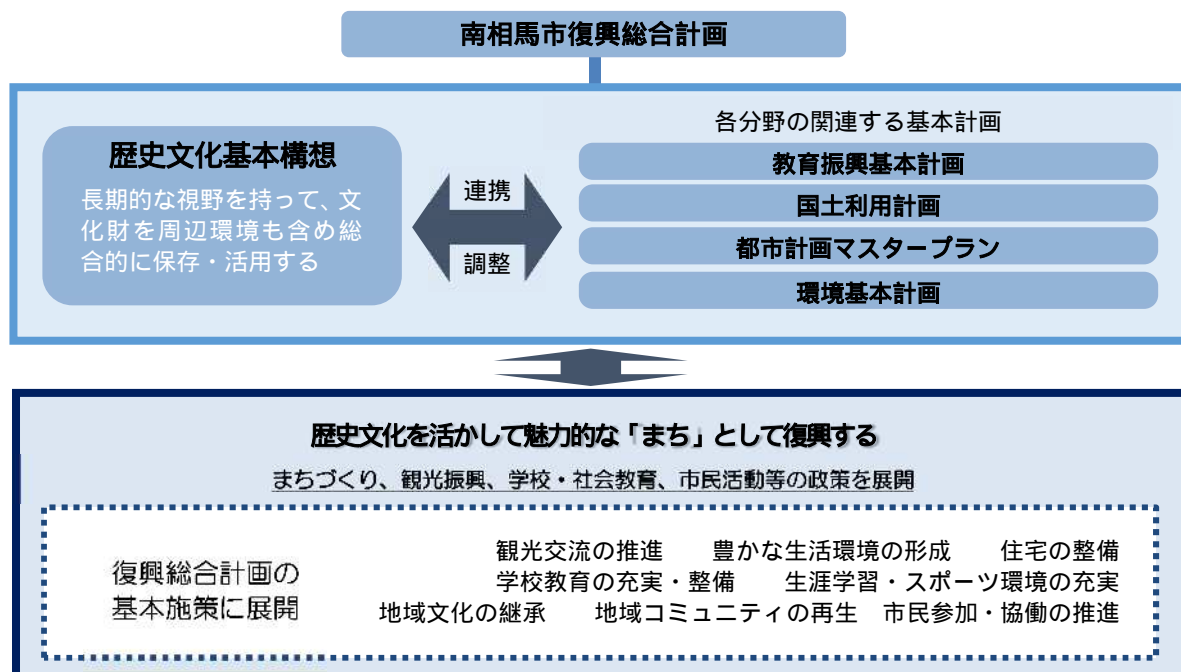 南相馬市復興総合計画
歴史文化基本構想
長期的な視野を持って、文
化財を周辺環境も含め総
合的に保存・活用する
連携
調整
各分野の関連する基本計画
教育振興基本計画
国土利用計画
都市計画マスタープラン
環境基本計画
歴史文化を活かして魅力的な「まち」として復興する
まちづくり、観光振興、学校・社会教育、市民活動等の政策を展開
復興総合計画の
基本施策に展開
観光交流の推進 豊かな生活環境の形成 住宅の整備
学校教育の充実・整備 生涯学習・スポーツ環境の充実
地域文化の継承 地域コミュニティの再生 市民参加・協働の推進